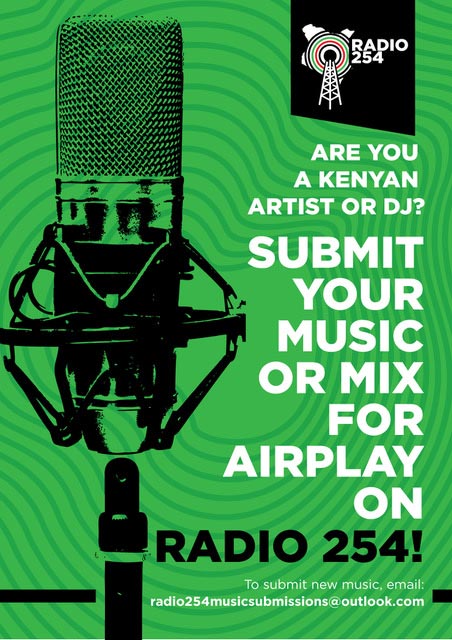 RADIO
254
ARE YOU
A KENYAN
ARTIST OR DJ?
SUBMIT
YOUR
MUSIC
OR MIX
FOR
AIRPLAY
ON
RADIO 254!
To submit new music, email:
radio254musicsubmissions@outlook.com